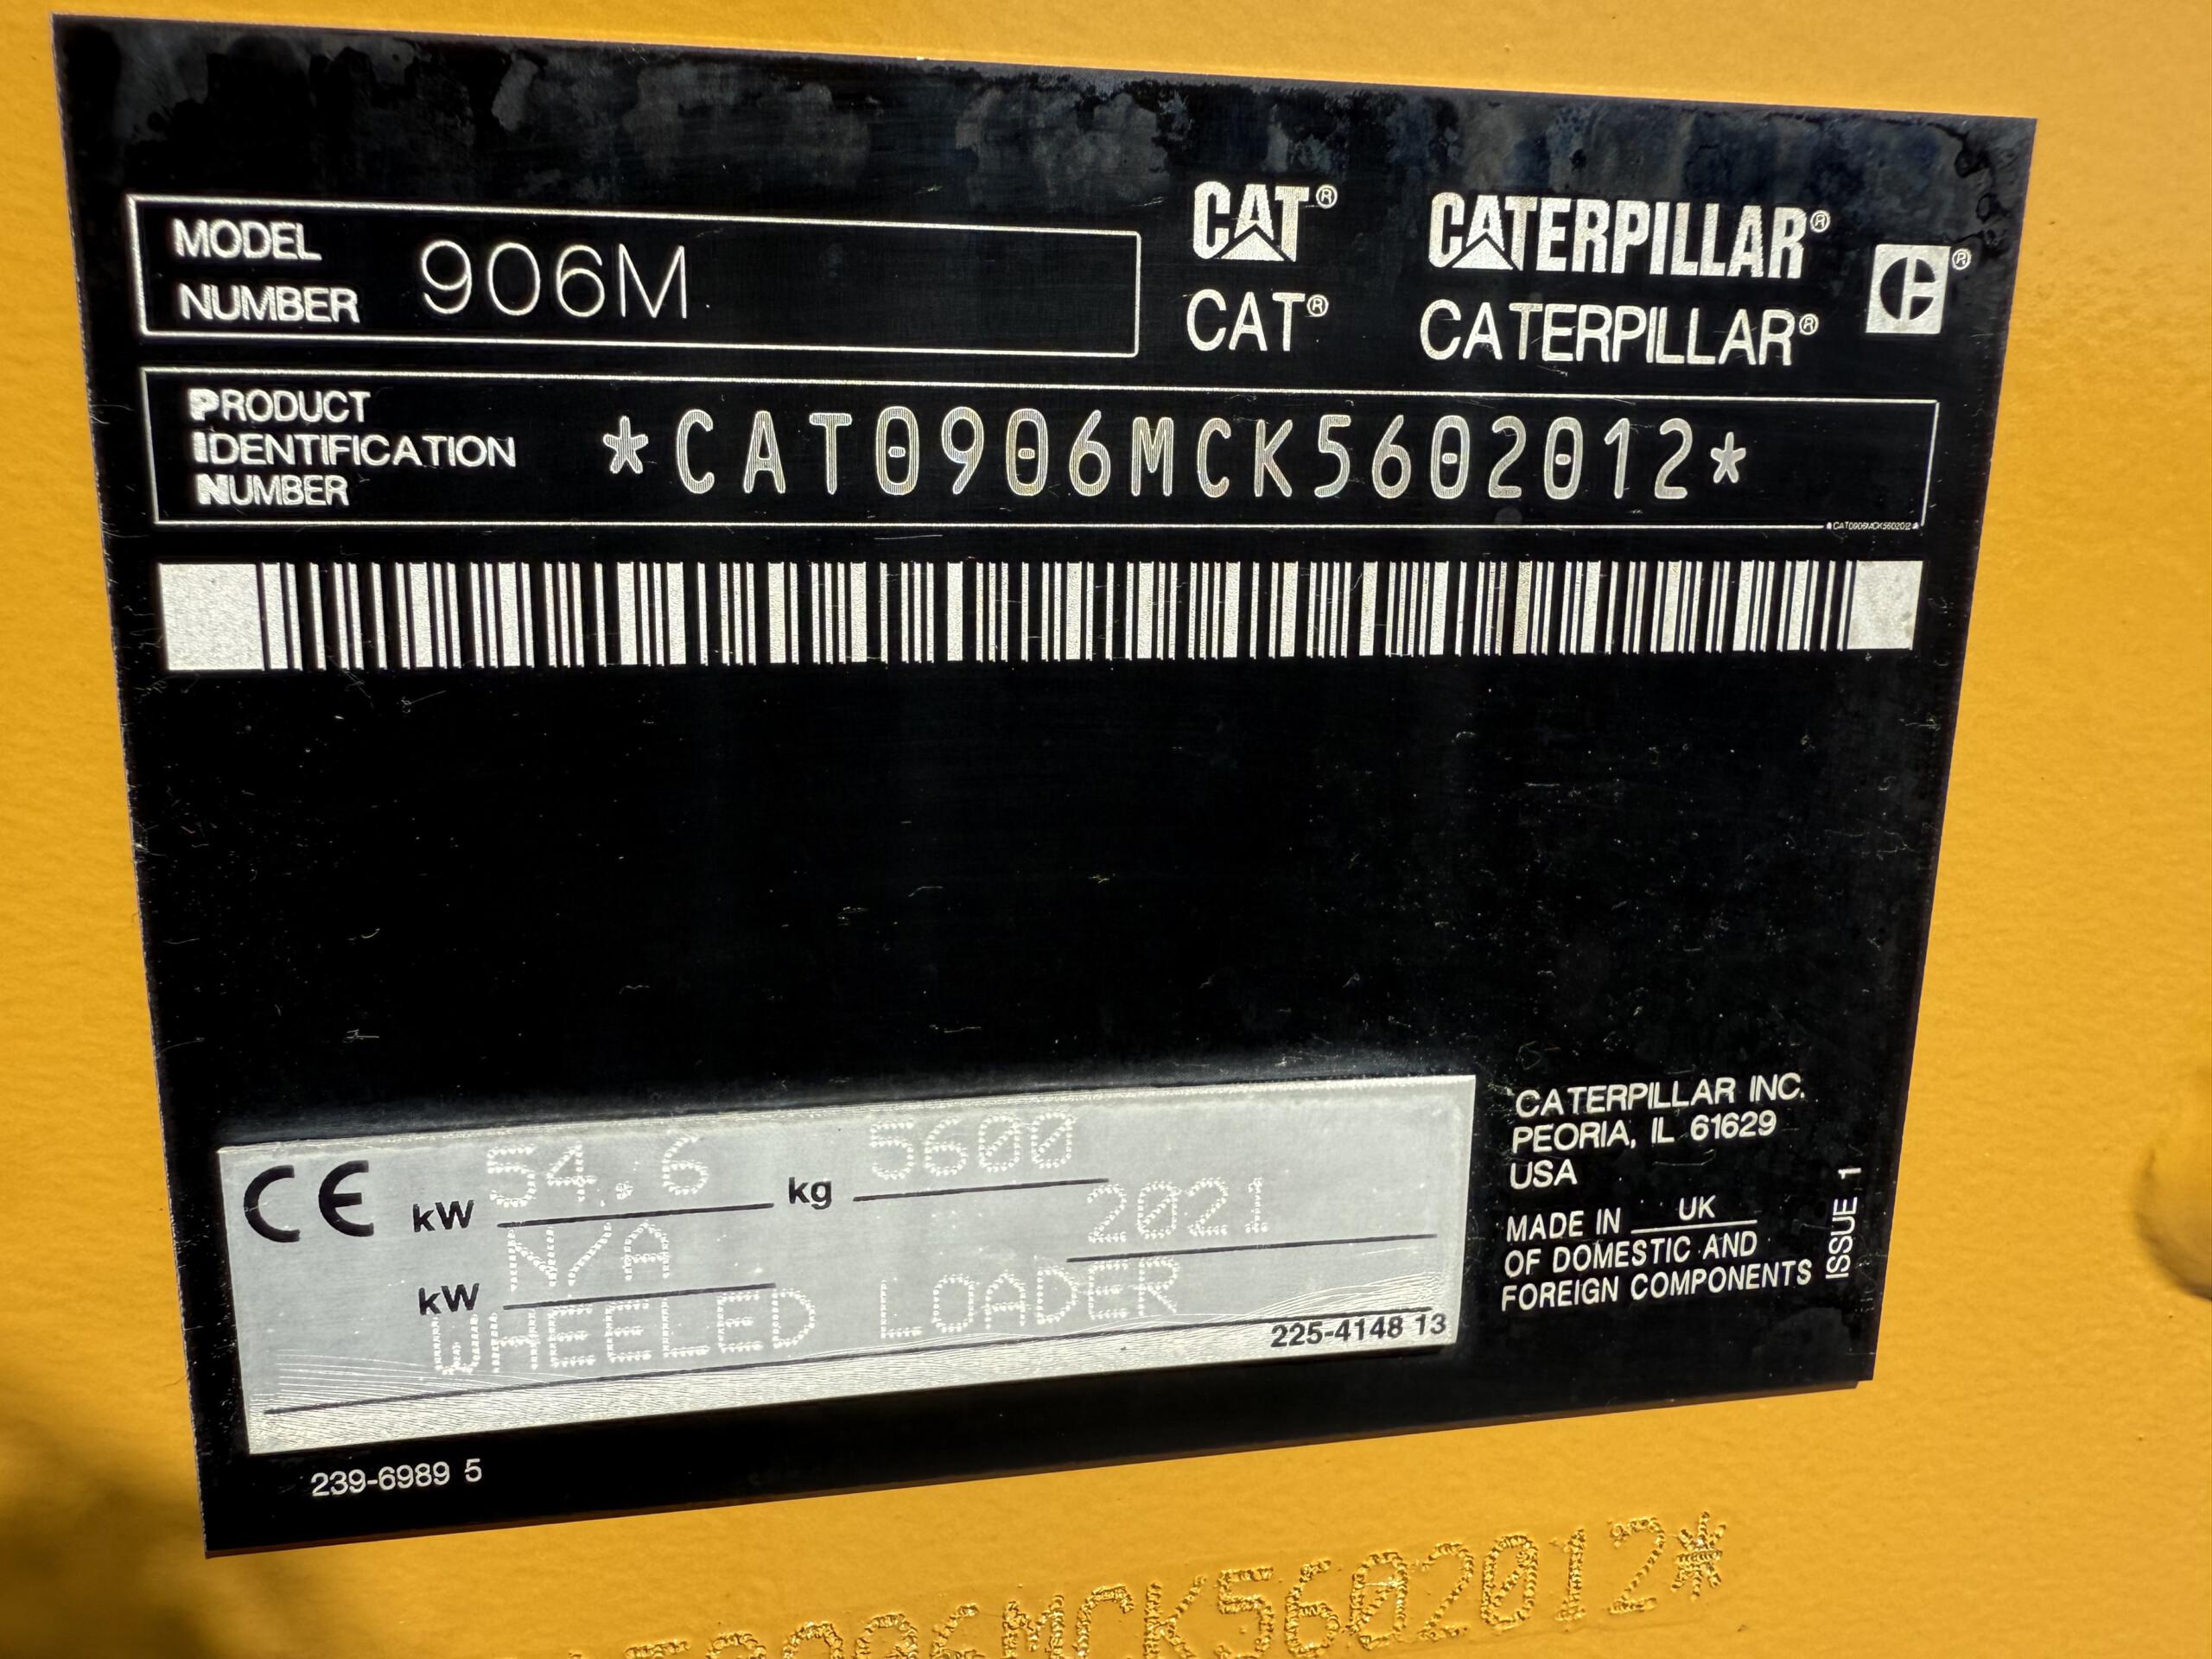 MODEL NUMBER 906M
CAT® CATERPILLAR®
CAT® CATERPILLAR®
PRODUCT IDENTIFICATION NUMBER *CAT0906MCK5602012*
*CAT0906MCK5602012*
CE kW 54.6 kg 5600
2021
kW N/A
WHEELED LOADER
225-4148 13
CATERPILLAR INC.
PEORIA, IL 61629
USA
MADE IN UK
OF DOMESTIC AND
FOREIGN COMPONENTS
ISSUE 1
239-6989 5
906MCK5602012*